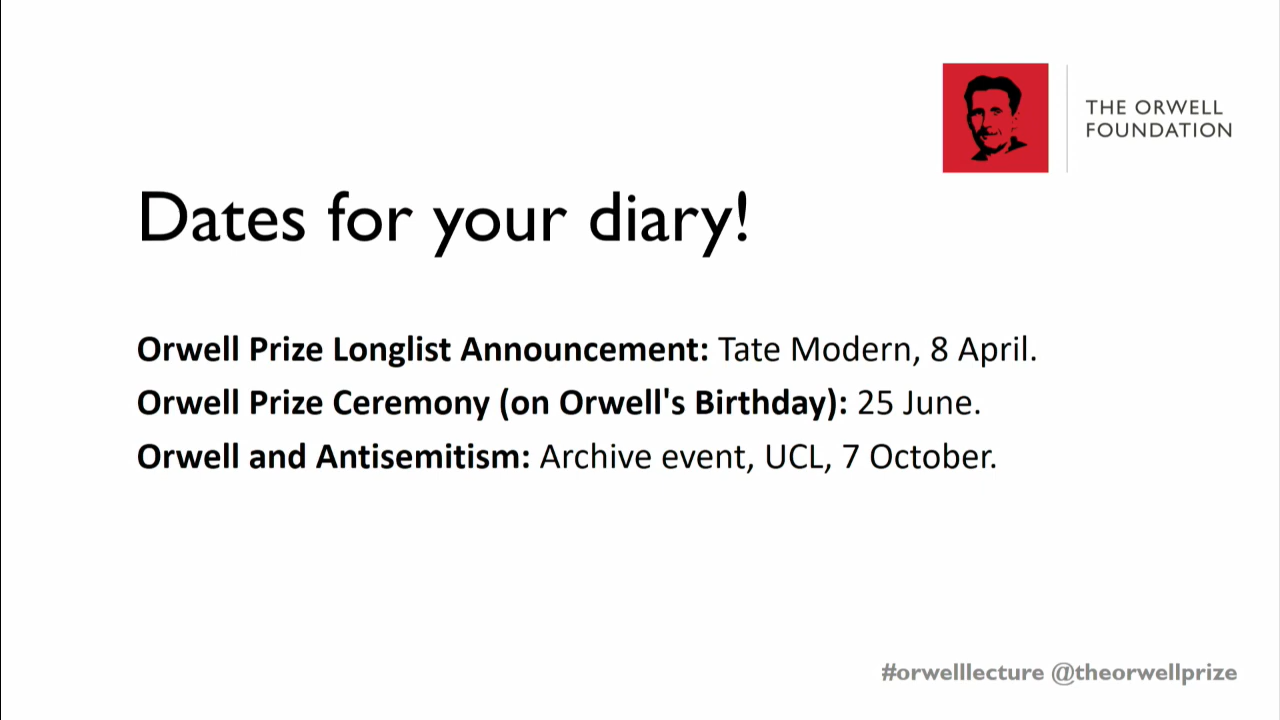 THE ORWELL
FOUNDATION
Dates for your diary!
Orwell Prize Longlist Announcement: Tate Modern, 8 April.
Orwell Prize Ceremony (on Orwell's Birthday): 25 June.
Orwell and Antisemitism: Archive event, UCL, 7 October.
#orwelllecture @theorwellprize